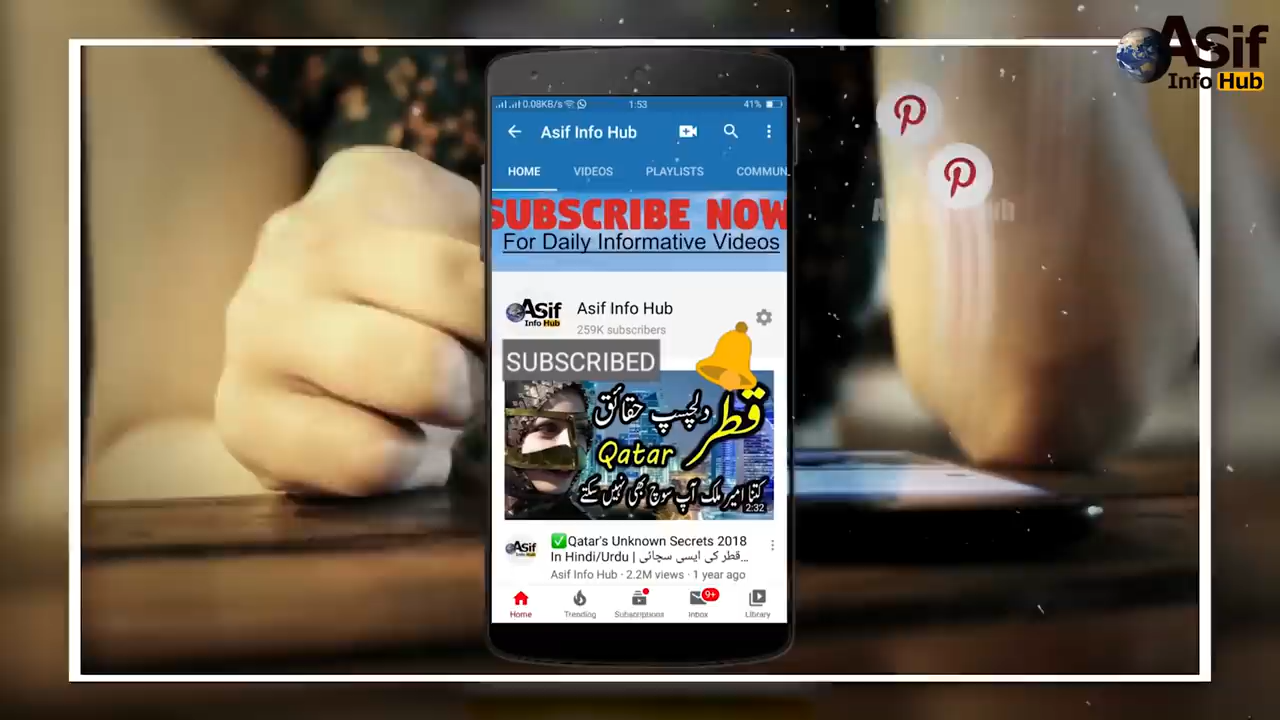 Asif
Info Hub
0.08KB/s
1:53
41%
Asif Info Hub
HOME
VIDEOS
PLAYLISTS
COMMUN
SUBSCRIBE NOW
For Daily Informative Videos
Asif
Info Hub
Asif Info Hub
259K subscribers
SUBSCRIBED
دلچسپ حقائق
قطر
Qatar
کتنا امیر ملک آپ سوچ بھی نہیں سکتے
2:32
Asif
Info Hub
✅Qatar's Unknown Secrets 2018
In Hindi/Urdu | قطر کی ایسی سچائی...
Asif Info Hub · 2.2M views · 1 year ago
9+
Home
Trending
Subscriptions
Inbox
Library